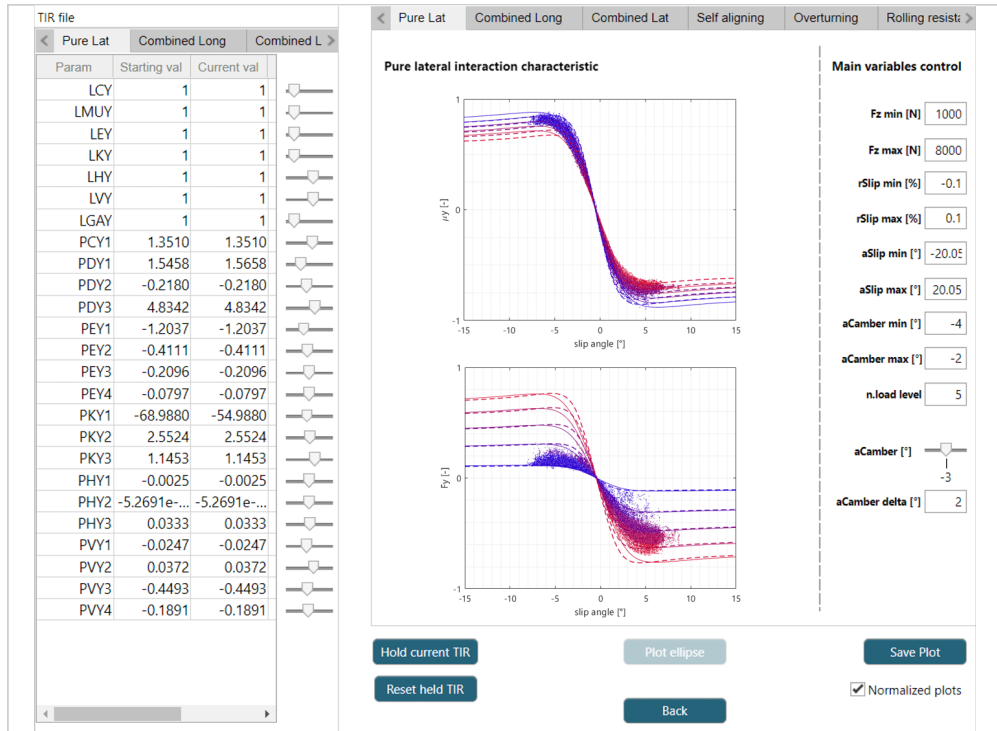 TIR file
Pure Lat Combined Long Combined L
Param Starting val Current val
LCY 1 1
LMUY 1 1
LEY 1 1
LKY 1 1
LHY 1 1
LVY 1 1
LGAY 1 1
PCY1 1.3510 1.3510
PDY1 1.5458 1.5658
PDY2 -0.2180 -0.2180
PDY3 4.8342 4.8342
PEY1 -1.2037 -1.2037
PEY2 -0.4111 -0.4111
PEY3 -0.2096 -0.2096
PEY4 -0.0797 -0.0797
PKY1 -68.9880 -54.9880
PKY2 2.5524 2.5524
PKY3 1.1453 1.1453
PHY1 -0.0025 -0.0025
PHY2 -5.2691e-... -5.2691e-...
PHY3 0.0333 0.0333
PVY1 -0.0247 -0.0247
PVY2 0.0372 0.0372
PVY3 -0.4493 -0.4493
PVY4 -0.1891 -0.1891
Pure Lat Combined Long Combined Lat Self aligning Overturning Rolling resista
Pure lateral interaction characteristic
1
μy [-]
0
-1
-15 -10 -5 0 5 10 15
slip angle [°]
1
Fy [-]
0
-1
-15 -10 -5 0 5 10 15
slip angle [°]
Main variables control
Fz min [N] 1000
Fz max [N] 8000
rSlip min [%] -0.1
rSlip max [%] 0.1
aSlip min [°] -20.05
aSlip max [°] 20.05
aCamber min [°] -4
aCamber max [°] -2
n.load level 5
aCamber [°]
-3
aCamber delta [°] 2
Hold current TIR Plot ellipse Save Plot
Reset held TIR Normalized plots
Back